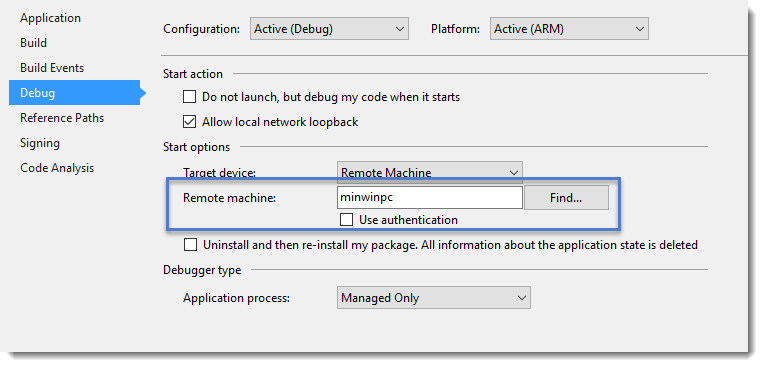 Application
Build
Build Events
Debug
Reference Paths
Signing
Code Analysis
Configuration: Active (Debug) Platform: Active (ARM)
Start action
Do not launch, but debug my code when it starts
Allow local network loopback
Start options
Target device: Remote Machine
Remote machine: minwinpc Find...
Use authentication
Uninstall and then re-install my package. All information about the application state is deleted
Debugger type
Application process: Managed Only